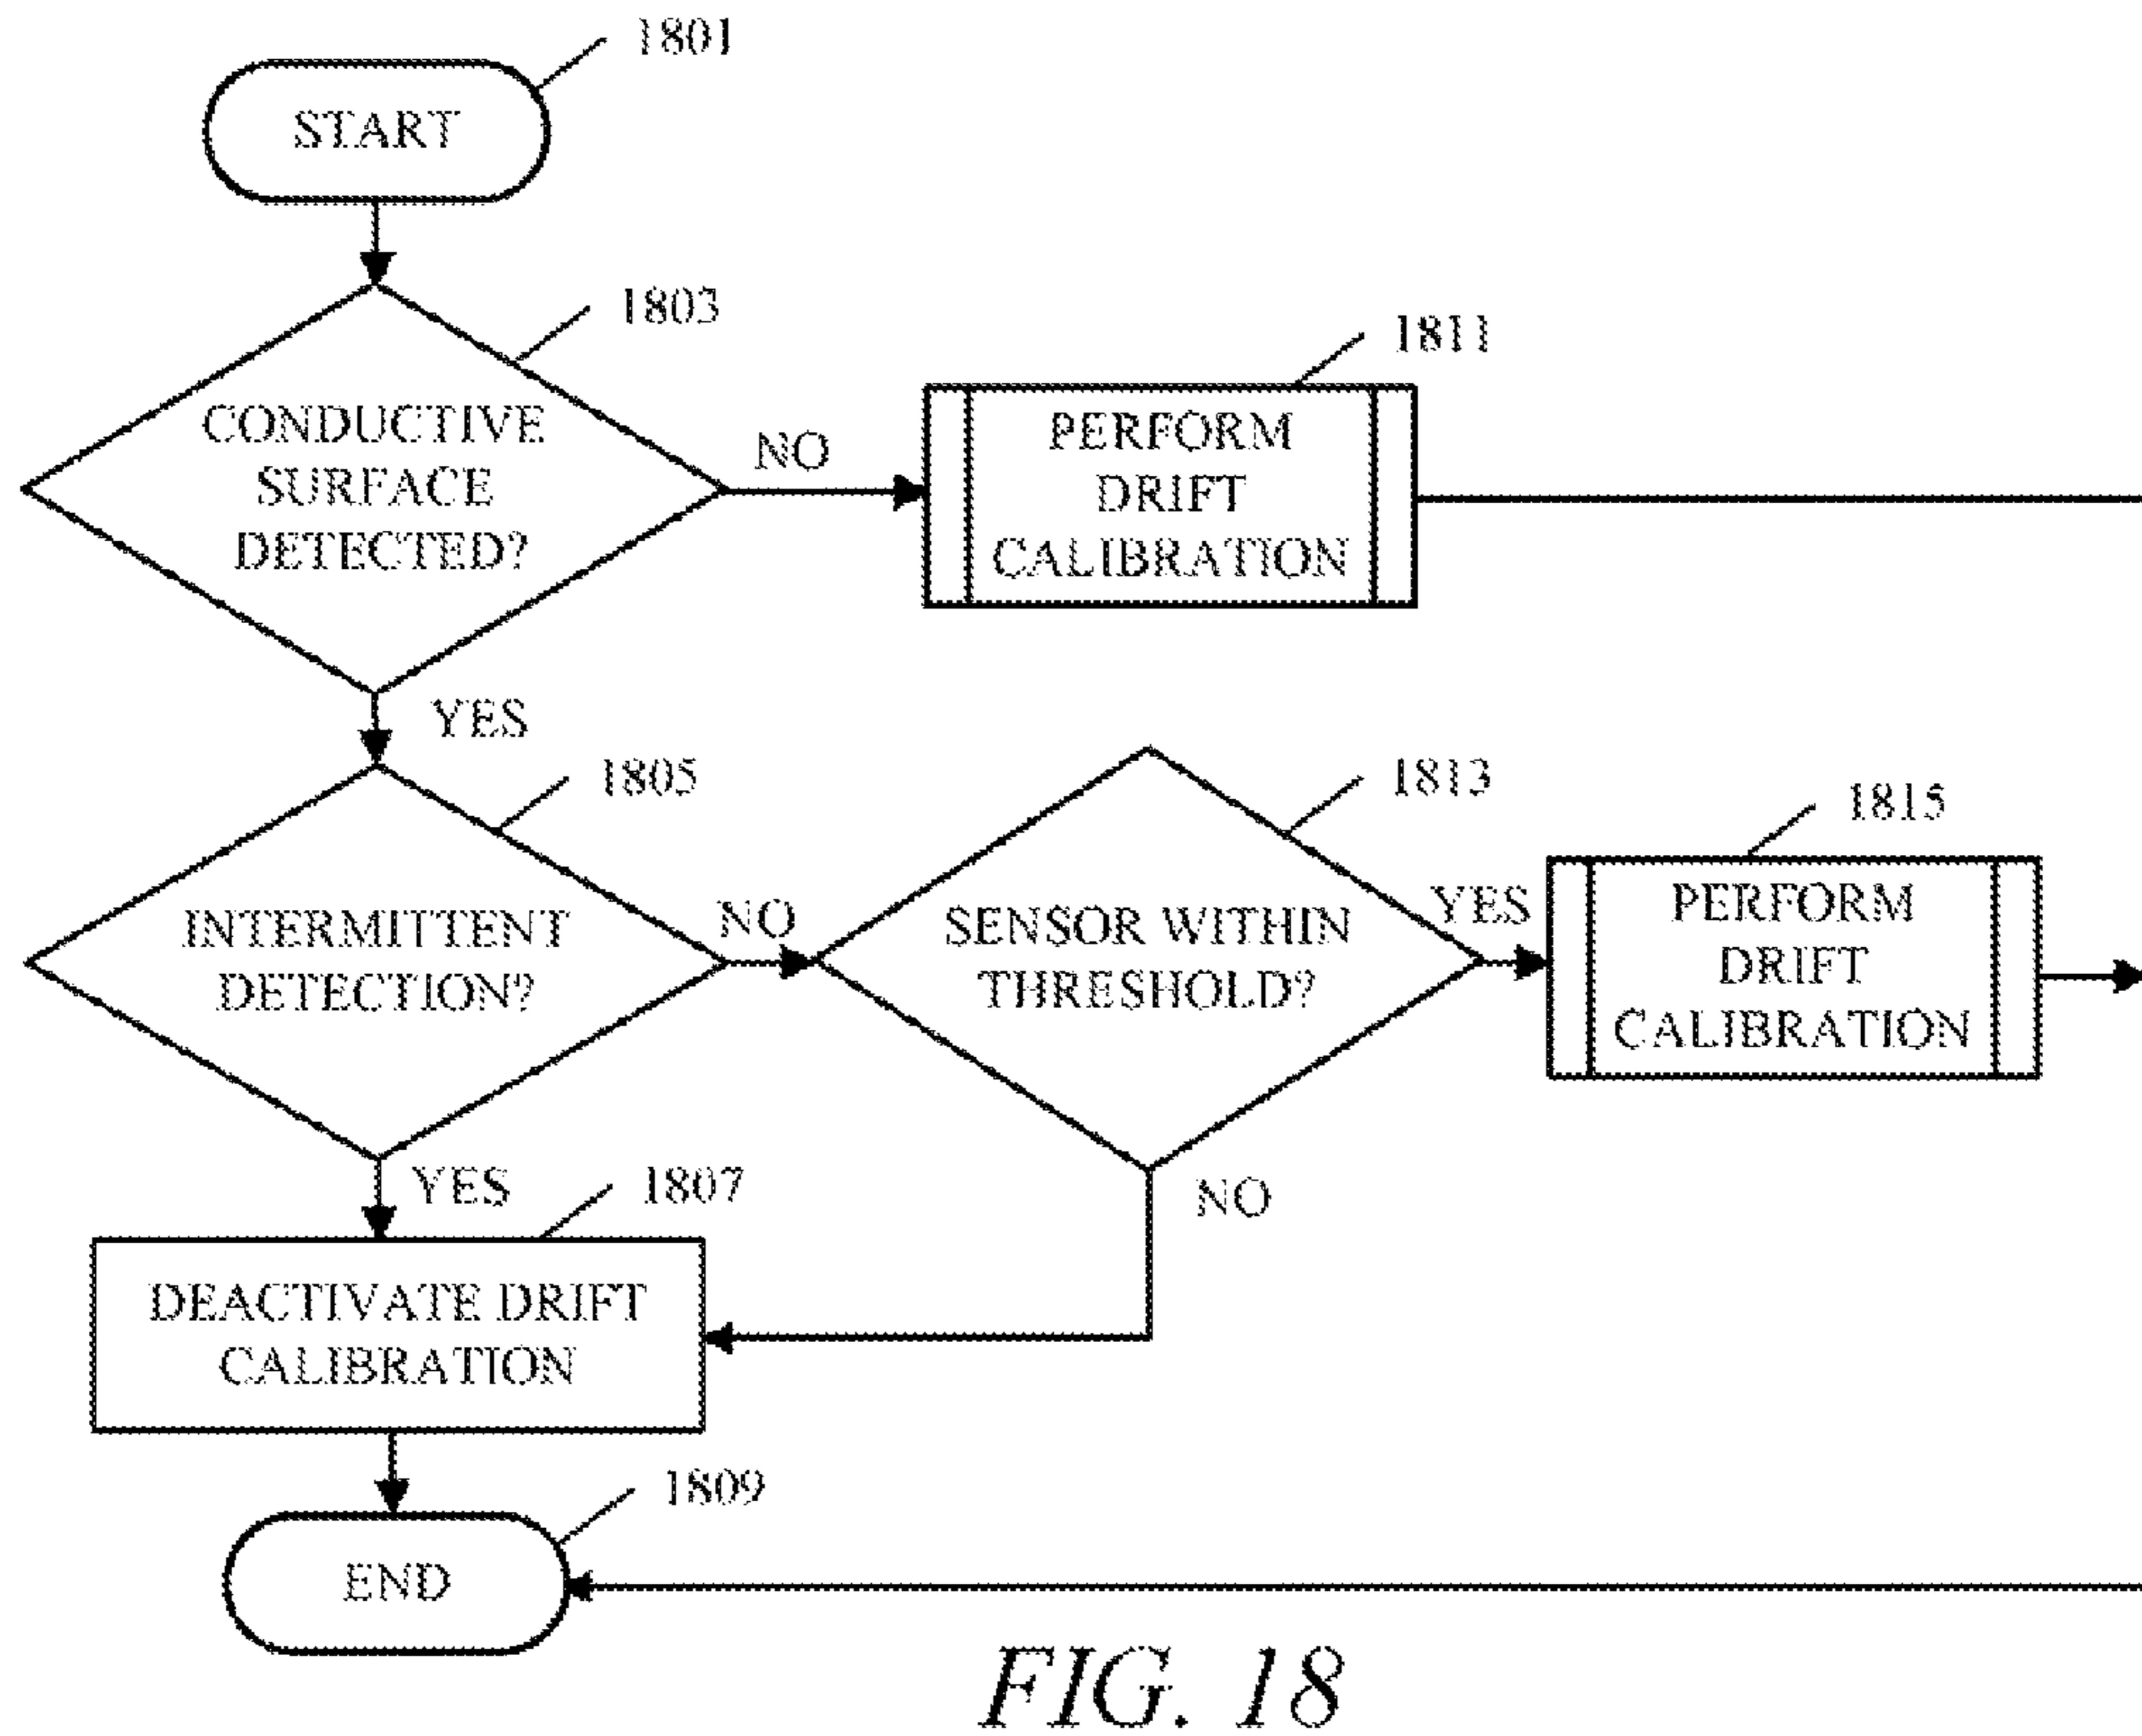 1801
START
1803
CONDUCTIVE
SURFACE
DETECTED?
NO
1811
PERFORM
DRIFT
CALIBRATION
YES
1805
INTERMITTENT
DETECTION?
NO
1813
SENSOR WITHIN
THRESHOLD?
YES
1815
PERFORM
DRIFT
CALIBRATION
YES
NO
1807
DEACTIVATE DRIFT
CALIBRATION
1809
END
FIG. 18